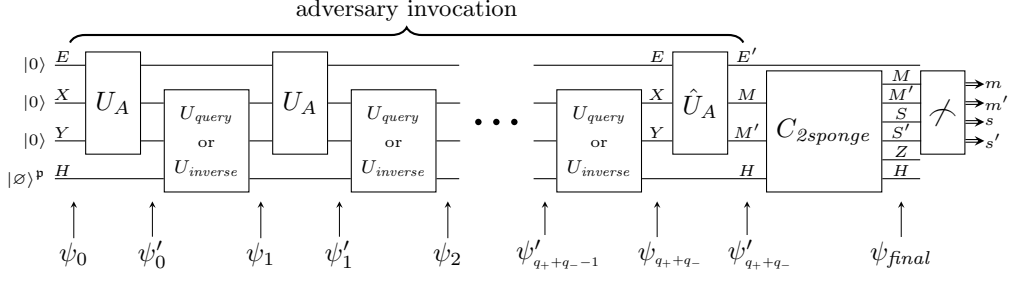 adversary invocation
|0⟩ E E E′
|0⟩ X X M M
|0⟩ Y Y M′ M′
|∅⟩^𝔭 H H H
U_A U_A Û_A
U_query or U_inverse
U_query or U_inverse
• • •
U_query or U_inverse
C_2sponge
S
S′
Z
m
m′
s
s′
ψ_0 ψ′_0 ψ_1 ψ′_1 ψ_2 ψ′_{q_+ + q_- − 1} ψ_{q_+ + q_-} ψ′_{q_+ + q_-} ψ_final